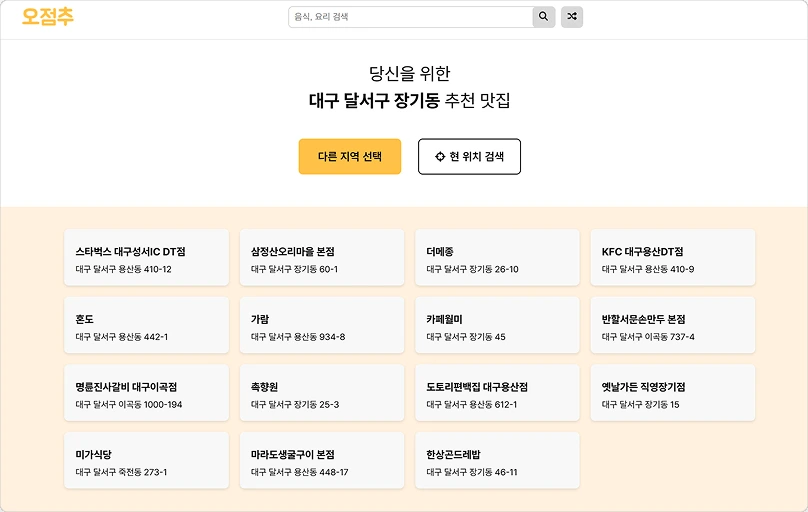 오점추
음식, 요리 검색
당신을 위한
대구 달서구 장기동 추천 맛집
다른 지역 선택
현 위치 검색
스타벅스 대구성서IC DT점
대구 달서구 용산동 410-12
삼정산오리마을 본점
대구 달서구 장기동 60-1
더메종
대구 달서구 장기동 26-10
KFC 대구용산DT점
대구 달서구 용산동 410-9
혼도
대구 달서구 용산동 442-1
가람
대구 달서구 용산동 934-8
카페월미
대구 달서구 장기동 45
반할서문손만두 본점
대구 달서구 이곡동 737-4
명륜진사갈비 대구이곡점
대구 달서구 이곡동 1000-194
촉향원
대구 달서구 장기동 25-3
도토리편백집 대구용산점
대구 달서구 용산동 612-1
옛날가든 직영장기점
대구 달서구 장기동 15
미가식당
대구 달서구 죽전동 273-1
마라도생굴구이 본점
대구 달서구 용산동 448-17
한상곤드레밥
대구 달서구 장기동 46-11